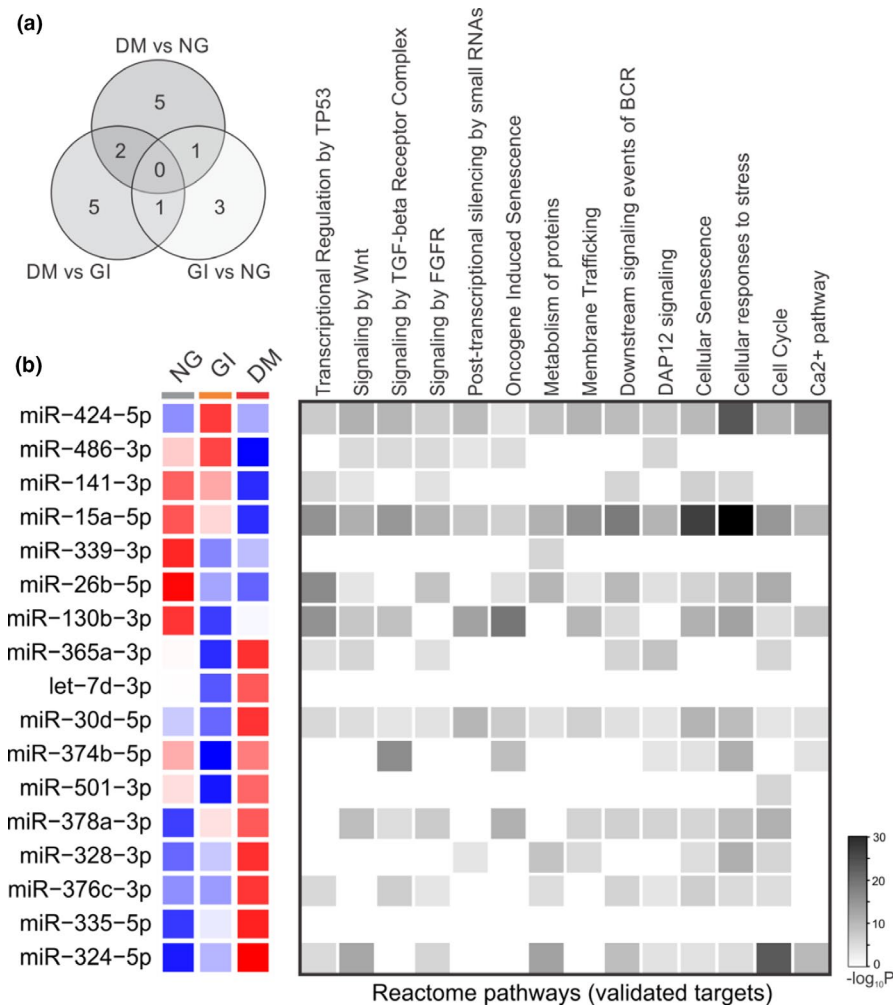 (a)
DM vs NG
5
2
1
0
5
1
3
DM vs GI
GI vs NG
Transcriptional Regulation by TP53
Signaling by Wnt
Signaling by TGF-beta Receptor Complex
Signaling by FGFR
Post-transcriptional silencing by small RNAs
Oncogene Induced Senescence
Metabolism of proteins
Membrane Trafficking
Downstream signaling events of BCR
DAP12 signaling
Cellular Senescence
Cellular responses to stress
Cell Cycle
Ca2+ pathway
(b)
NG
GI
DM
miR−424−5p
miR−486−3p
miR−141−3p
miR−15a−5p
miR−339−3p
miR−26b−5p
miR−130b−3p
miR−365a−3p
let−7d−3p
miR−30d−5p
miR−374b−5p
miR−501−3p
miR−378a−3p
miR−328−3p
miR−376c−3p
miR−335−5p
miR−324−5p
30
20
10
0
-log₁₀P
Reactome pathways (validated targets)